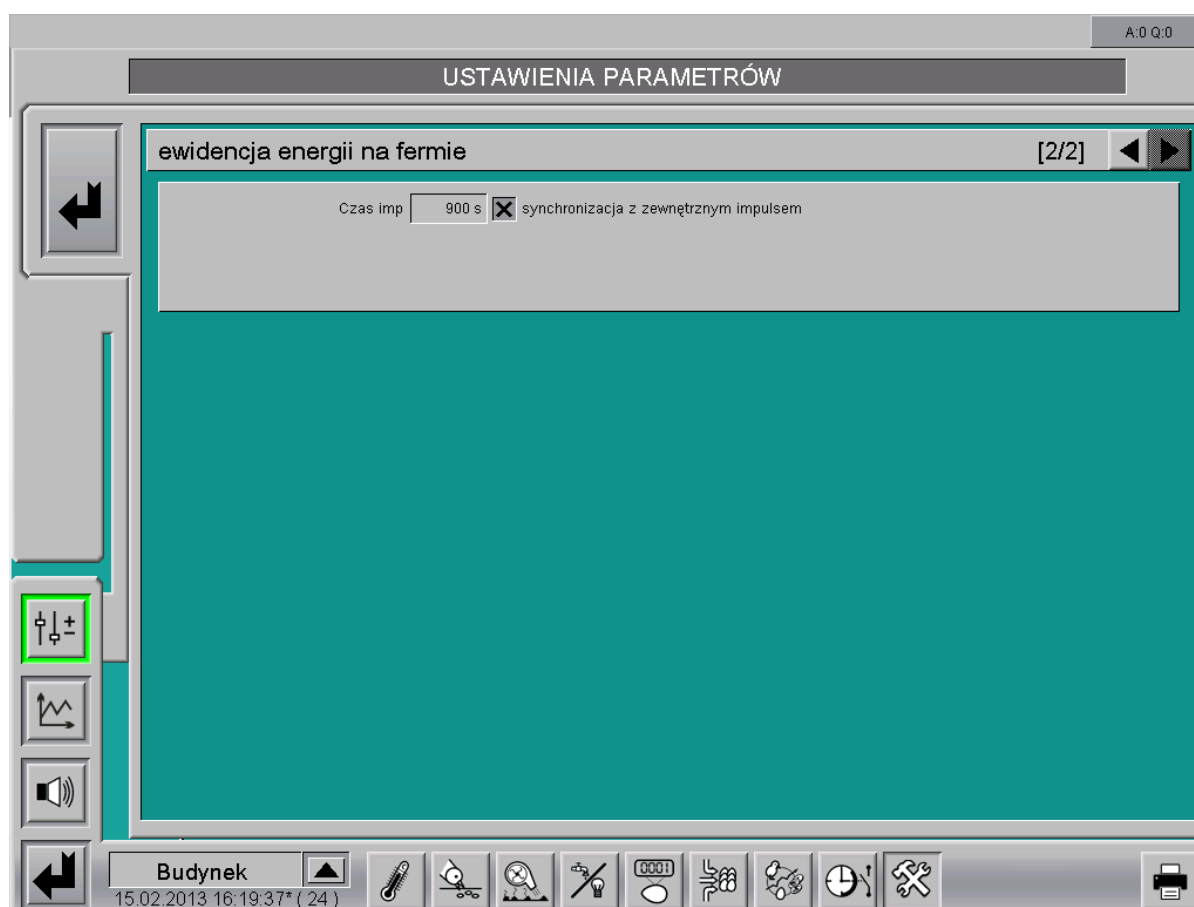 A:0 Q:0
USTAWIENIA PARAMETRÓW
ewidencja energii na fermie [2/2]
Czas imp 900 s synchronizacja z zewnętrznym impulsem
0001
Budynek
15.02.2013 16:19:37* ( 24 )